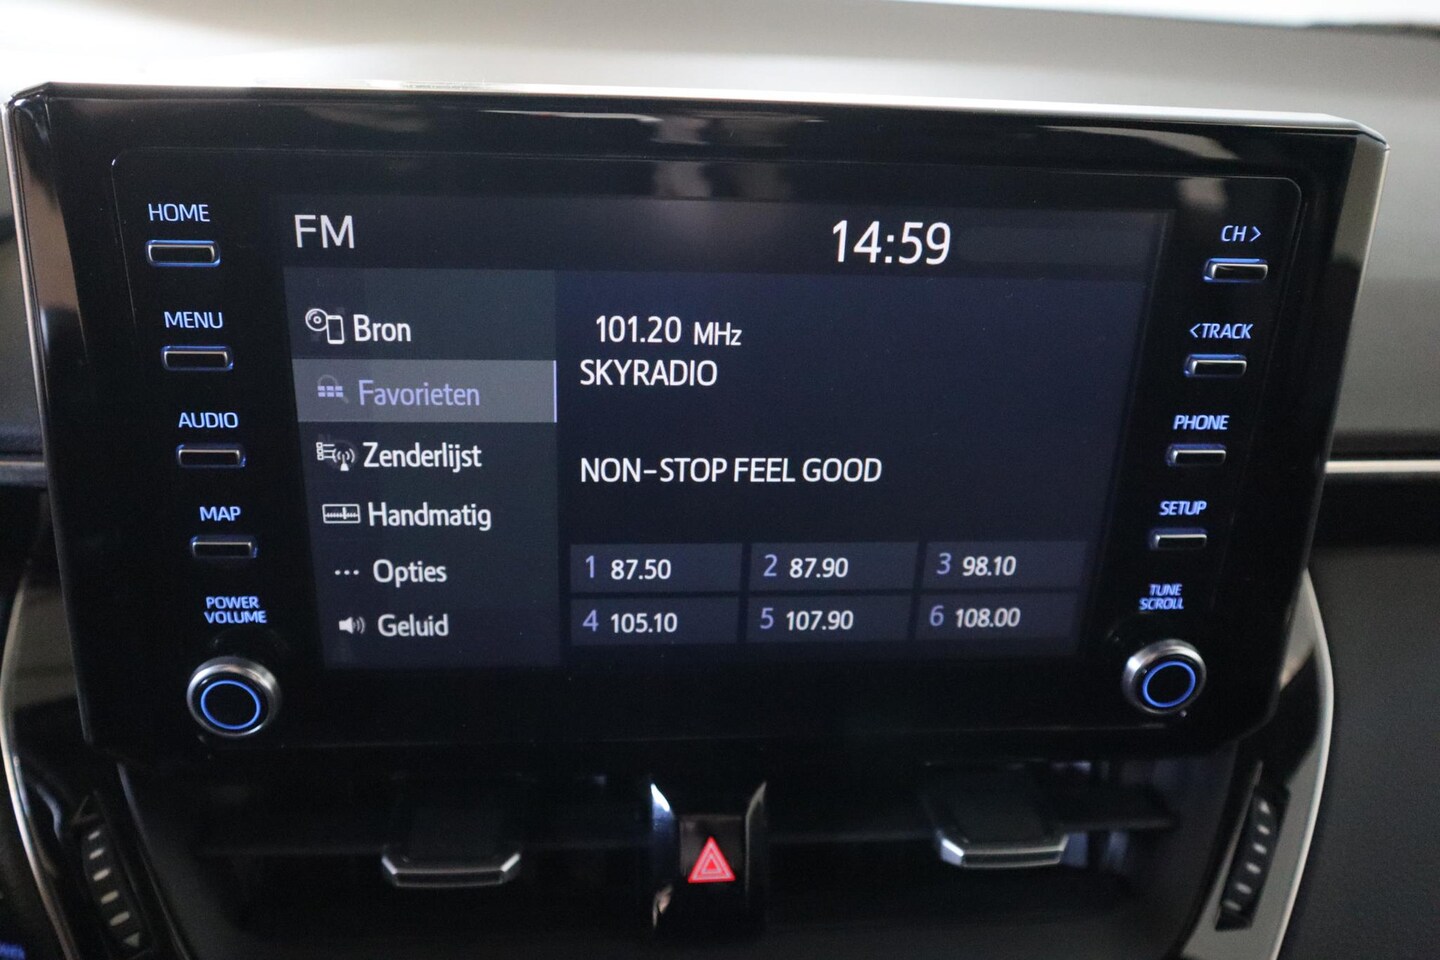 HOME
MENU
AUDIO
MAP
POWER
VOLUME
FM
14:59
Bron
Favorieten
Zenderlijst
Handmatig
Opties
Geluid
101.20 MHz
SKYRADIO
NON-STOP FEEL GOOD
1 87.50
2 87.90
3 98.10
4 105.10
5 107.90
6 108.00
CH >
< TRACK
PHONE
SETUP
TUNE
SCROLL